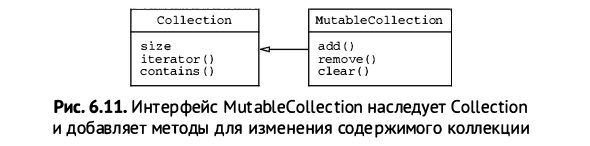 Collection
size
iterator()
contains()
MutableCollection
add()
remove()
clear()
Рис. 6.11. Интерфейс MutableCollection наследует Collection
и добавляет методы для изменения содержимого коллекции